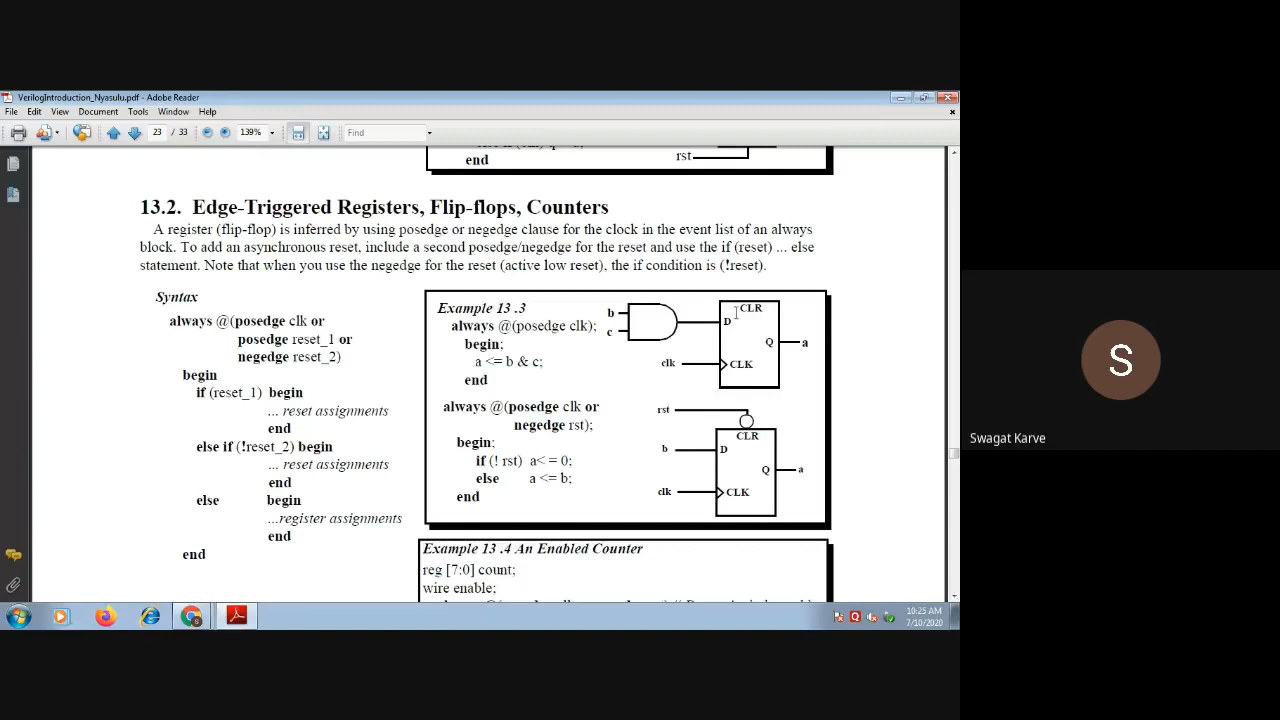 VerilogIntroduction_Nyasulu.pdf - Adobe Reader
File Edit View Document Tools Window Help
23 / 33 139% Find
end
rst
13.2. Edge-Triggered Registers, Flip-flops, Counters
A register (flip-flop) is inferred by using posedge or negedge clause for the clock in the event list of an always
block. To add an asynchronous reset, include a second posedge/negedge for the reset and use the if (reset) ... else
statement. Note that when you use the negedge for the reset (active low reset), the if condition is (!reset).
Syntax
always @(posedge clk or
posedge reset_1 or
negedge reset_2)
begin
if (reset_1) begin
... reset assignments
end
else if (!reset_2) begin
... reset assignments
end
else begin
...register assignments
end
end
Example 13 .3
always @(posedge clk);
begin;
a <= b & c;
end
b
c
clk
CLR
D
Q
CLK
a
always @(posedge clk or
negedge rst);
begin;
if (! rst) a< = 0;
else a <= b;
end
rst
b
clk
CLR
D
Q
CLK
a
Example 13 .4 An Enabled Counter
reg [7:0] count;
wire enable;
10:25 AM
7/10/2020
S
Swagat Karve